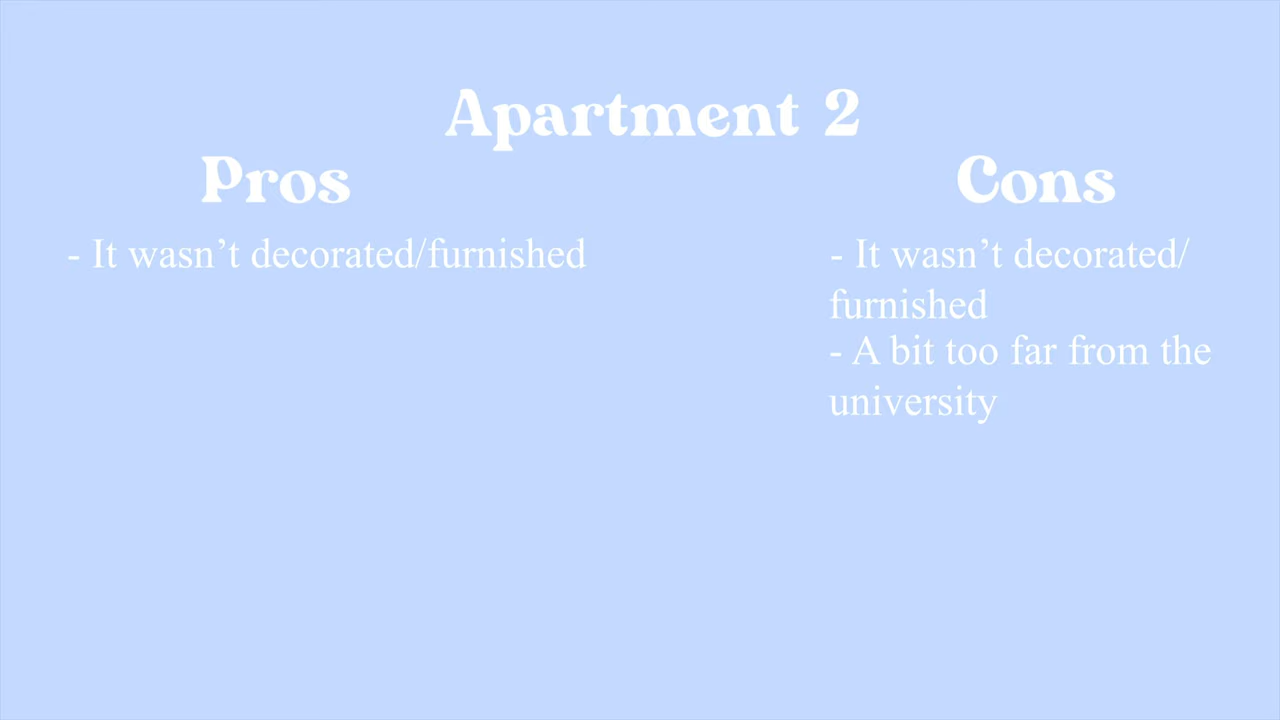 Apartment 2
Pros
- It wasn’t decorated/furnished
Cons
- It wasn’t decorated/
furnished
- A bit too far from the
university